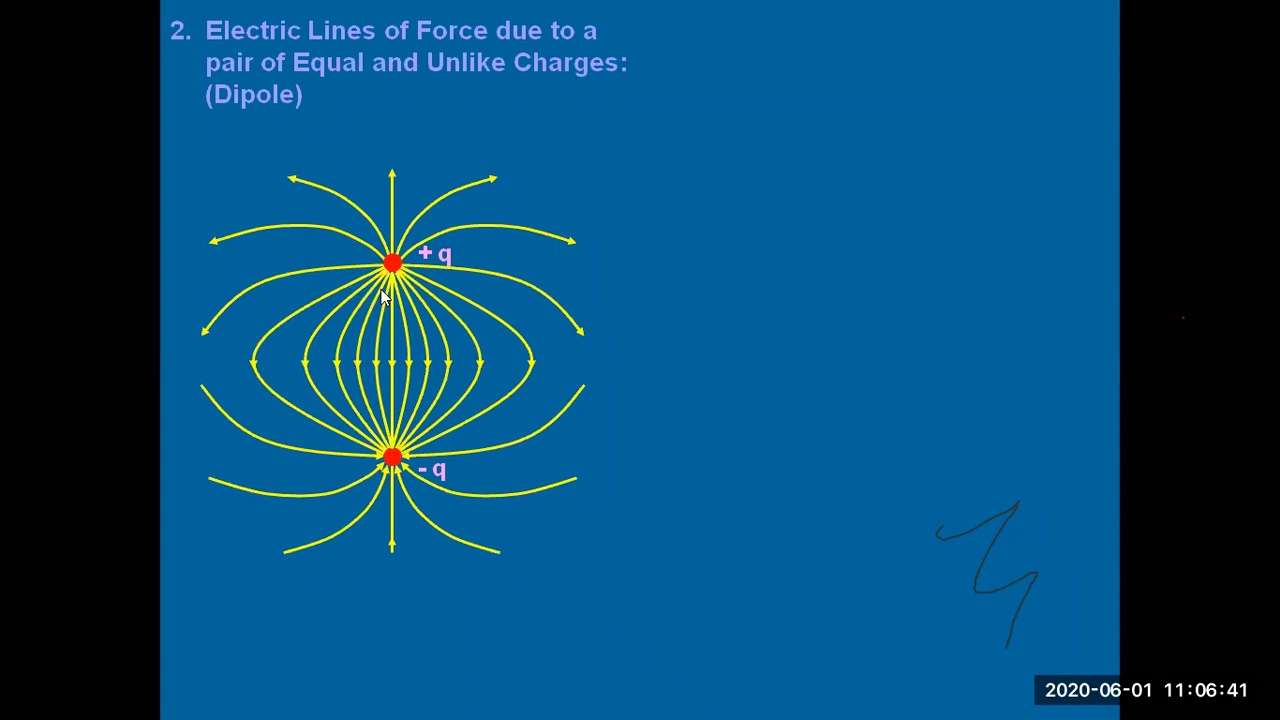 2. Electric Lines of Force due to a
pair of Equal and Unlike Charges:
(Dipole)
+ q
- q
2020-06-01 11:06:41